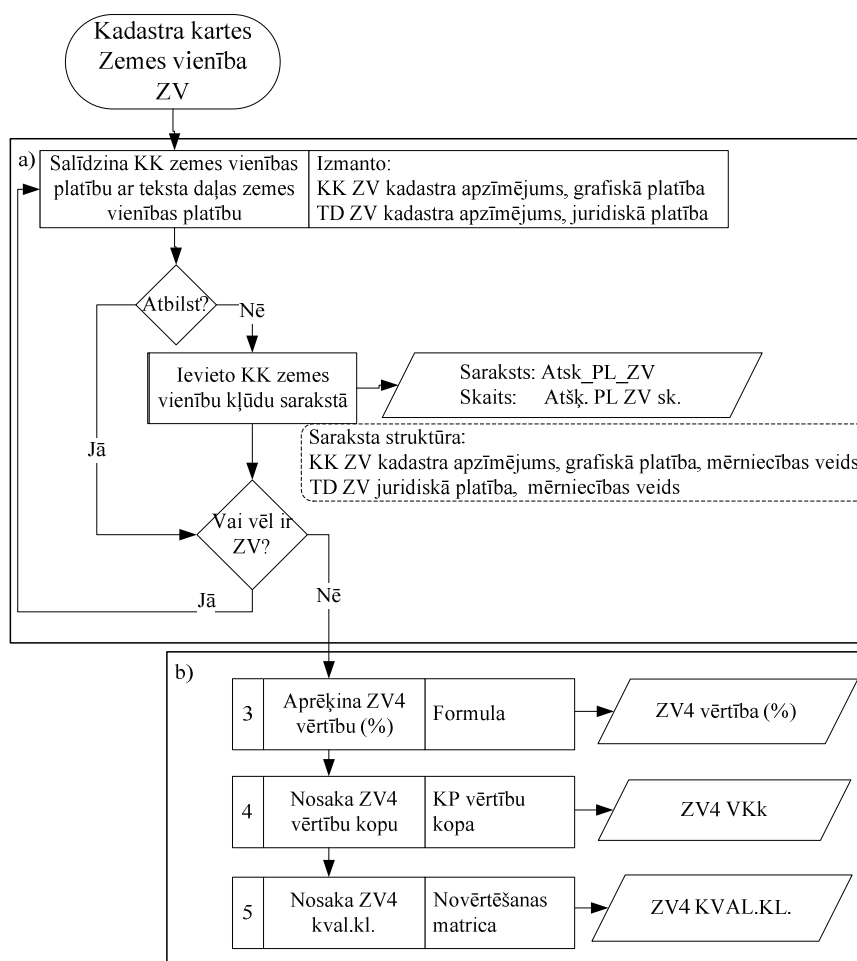 Kadastra kartes
Zemes vienība
ZV
a)
Salīdzina KK zemes vienības
platību ar teksta daļas zemes
vienības platību
Izmanto:
KK ZV kadastra apzīmējums, grafiskā platība
TD ZV kadastra apzīmējums, juridiskā platība
Atbilst?
Nē
Ievieto KK zemes
vienību kļūdu sarakstā
Saraksts: Atsk_PL_ZV
Skaits: Atšķ. PL ZV sk.
Jā
Saraksta struktūra:
KK ZV kadastra apzīmējums, grafiskā platība, mērniecības veids
TD ZV juridiskā platība, mērniecības veids
Vai vēl ir
ZV?
Jā
Nē
b)
3
Aprēķina ZV4
vērtību (%)
Formula
ZV4 vērtība (%)
4
Nosaka ZV4
vērtību kopu
KP vērtību
kopa
ZV4 VKk
5
Nosaka ZV4
kval.kl.
Novērtēšanas
matrica
ZV4 KVAL.KL.